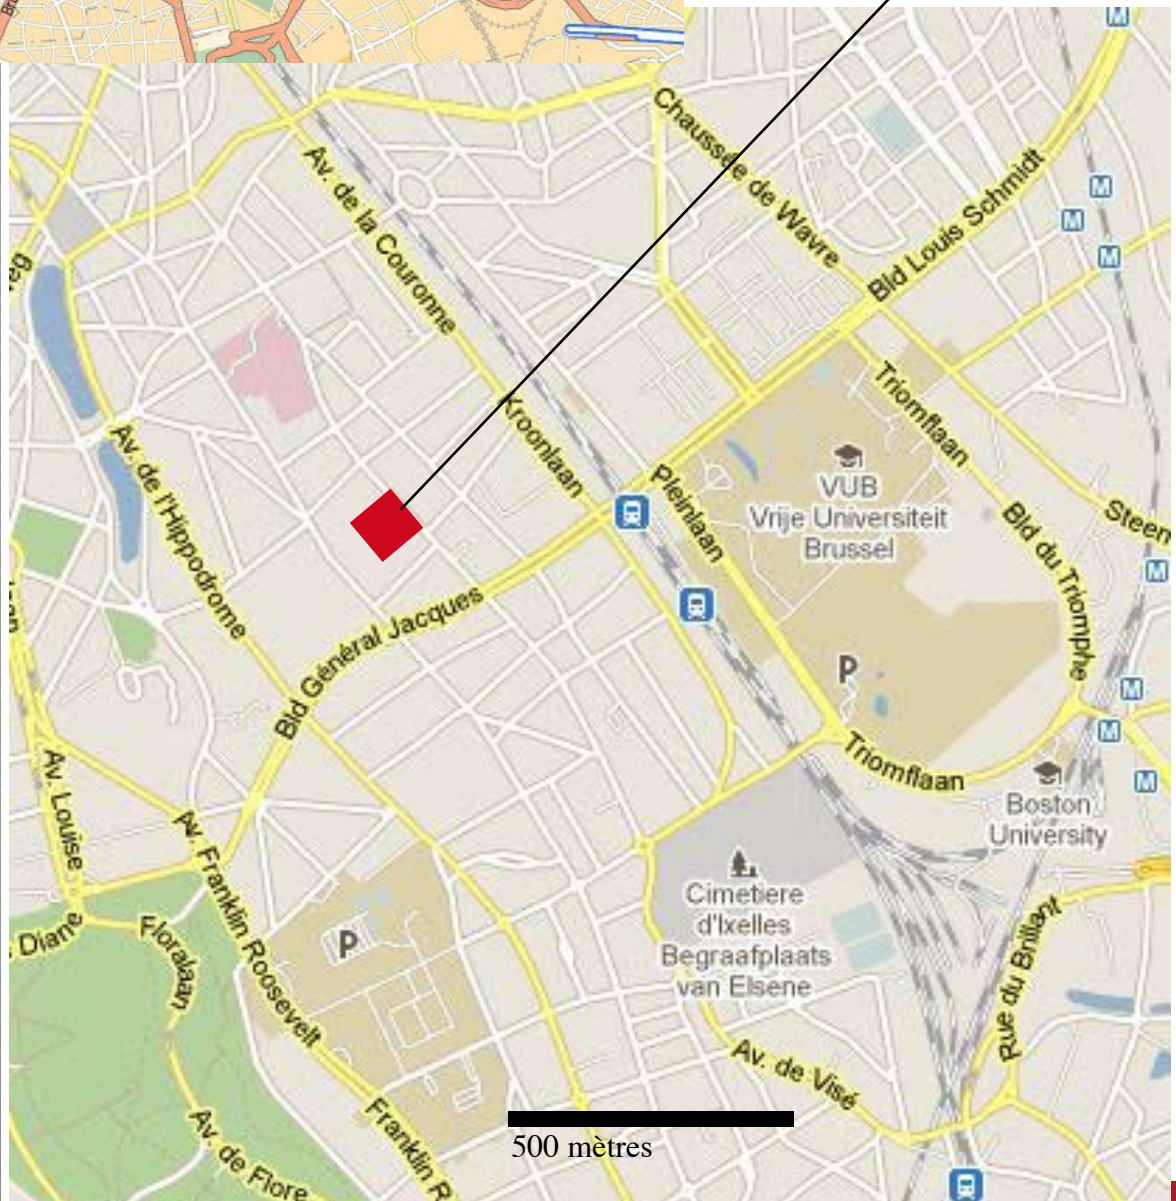 Chaussée de Wavre
Av. de la Couronne
Bld Louis Schmidt
Kroonlaan
Triomflaan
Av. de l'Hippodrome
Pleinlaan
VUB
Vrije Universiteit
Brussel
Steen
Bld du Triomphe
Bld Général Jacques
P
Triomflaan
Av. Louise
Boston
University
Av. Franklin Roosevelt
Cimetiere
d'Ixelles
Begraafplaats
van Elsene
Diane
Floralaan
P
Rue du Brillant
Av. de Visé
Franklin R
Av. de Flore
500 mètres
M
M
M
M
M
M
M
M